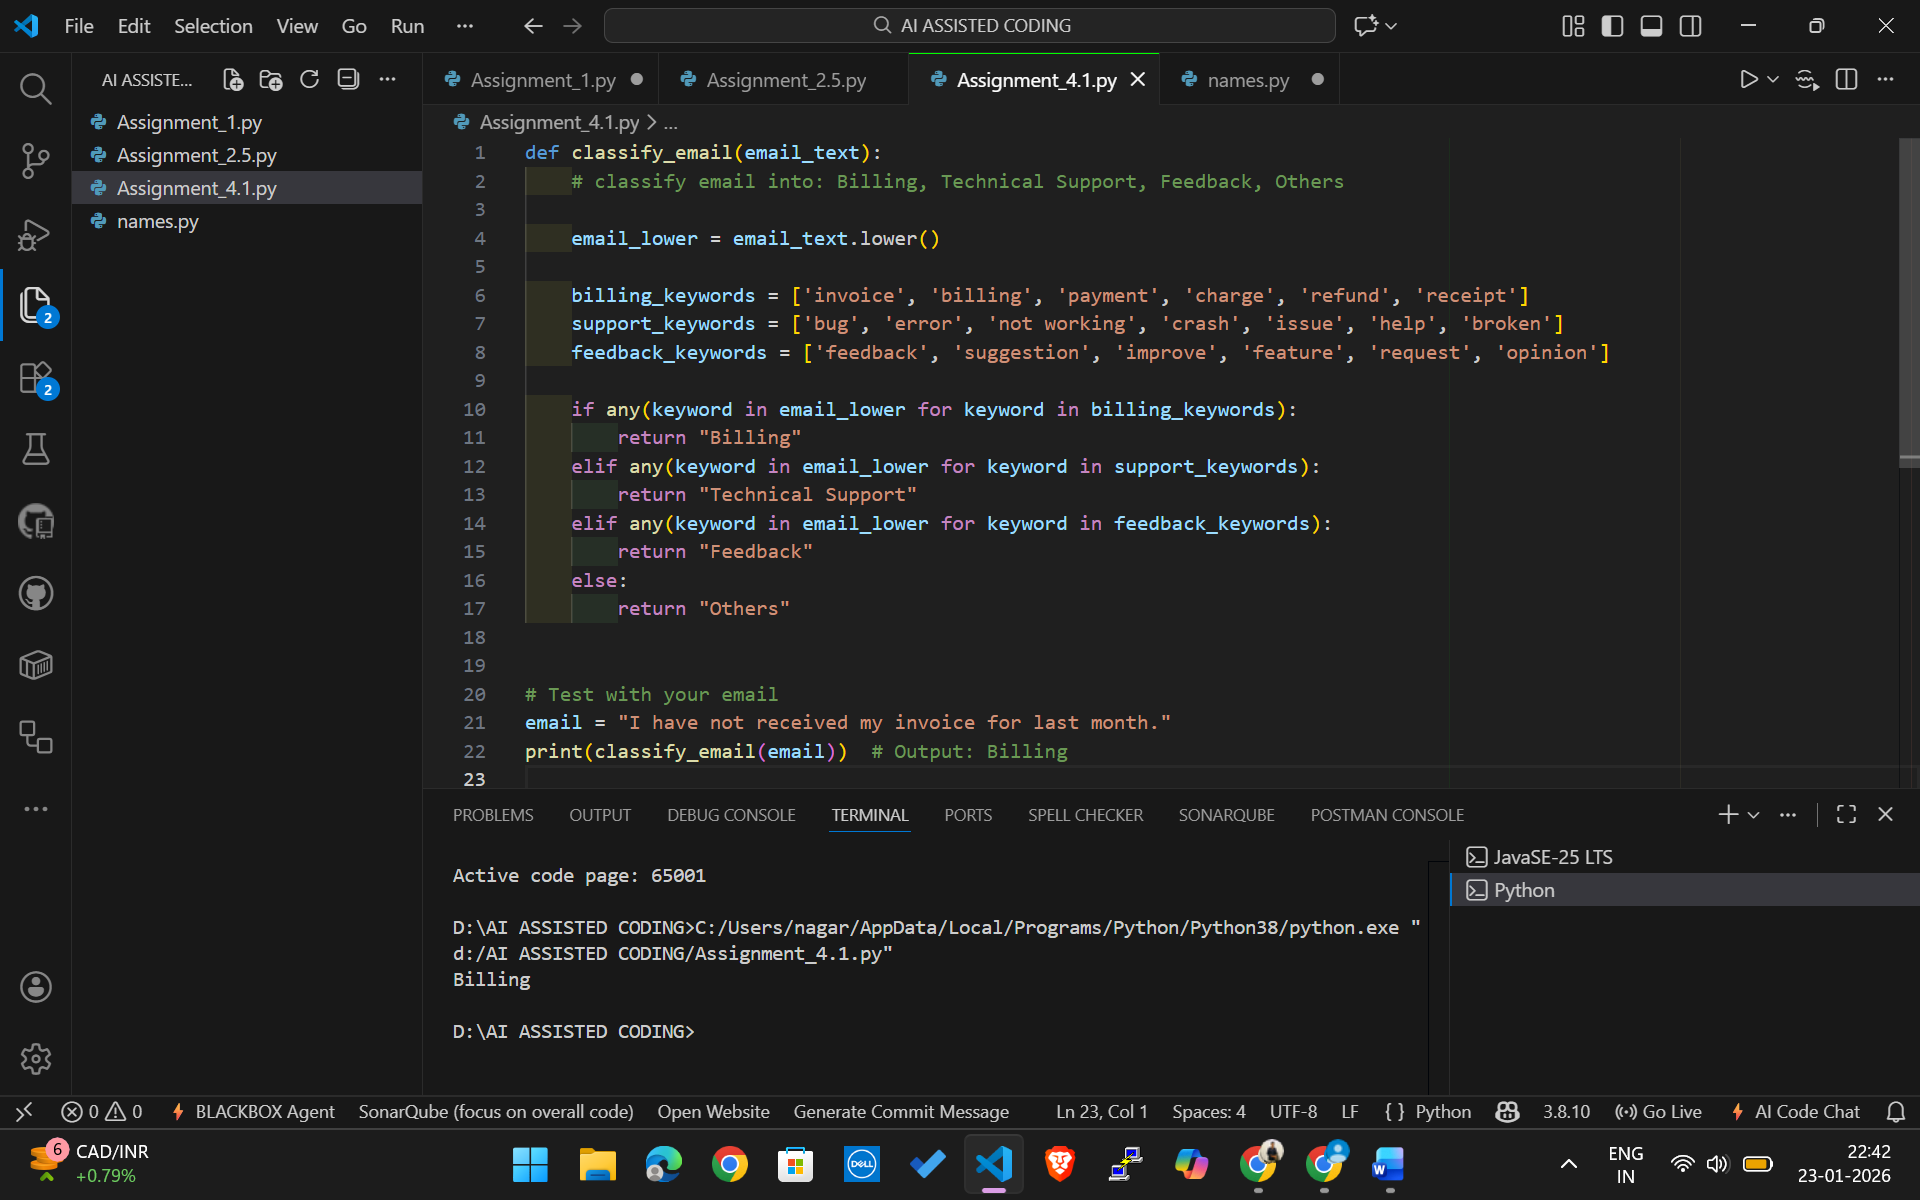 File Edit Selection View Go Run ··· AI ASSISTED CODING
AI ASSISTE... ···
Assignment_1.py
Assignment_2.5.py
Assignment_4.1.py
names.py
2
2
Assignment_1.py Assignment_2.5.py Assignment_4.1.py names.py
Assignment_4.1.py > ...
1 def classify_email(email_text):
2 # classify email into: Billing, Technical Support, Feedback, Others
3
4 email_lower = email_text.lower()
5
6 billing_keywords = ['invoice', 'billing', 'payment', 'charge', 'refund', 'receipt']
7 support_keywords = ['bug', 'error', 'not working', 'crash', 'issue', 'help', 'broken']
8 feedback_keywords = ['feedback', 'suggestion', 'improve', 'feature', 'request', 'opinion']
9
10 if any(keyword in email_lower for keyword in billing_keywords):
11 return "Billing"
12 elif any(keyword in email_lower for keyword in support_keywords):
13 return "Technical Support"
14 elif any(keyword in email_lower for keyword in feedback_keywords):
15 return "Feedback"
16 else:
17 return "Others"
18
19
20 # Test with your email
21 email = "I have not received my invoice for last month."
22 print(classify_email(email))  # Output: Billing
23
PROBLEMS OUTPUT DEBUG CONSOLE TERMINAL PORTS SPELL CHECKER SONARQUBE POSTMAN CONSOLE
Active code page: 65001
D:\AI ASSISTED CODING>C:/Users/nagar/AppData/Local/Programs/Python/Python38/python.exe "
d:/AI ASSISTED CODING/Assignment_4.1.py"
Billing
D:\AI ASSISTED CODING>
JavaSE-25 LTS
Python
0 0 BLACKBOX Agent SonarQube (focus on overall code) Open Website Generate Commit Message Ln 23, Col 1 Spaces: 4 UTF-8 LF { } Python 3.8.10 Go Live AI Code Chat
6 CAD/INR
+0.79%
DELL
W
ENG
IN
22:42
23-01-2026